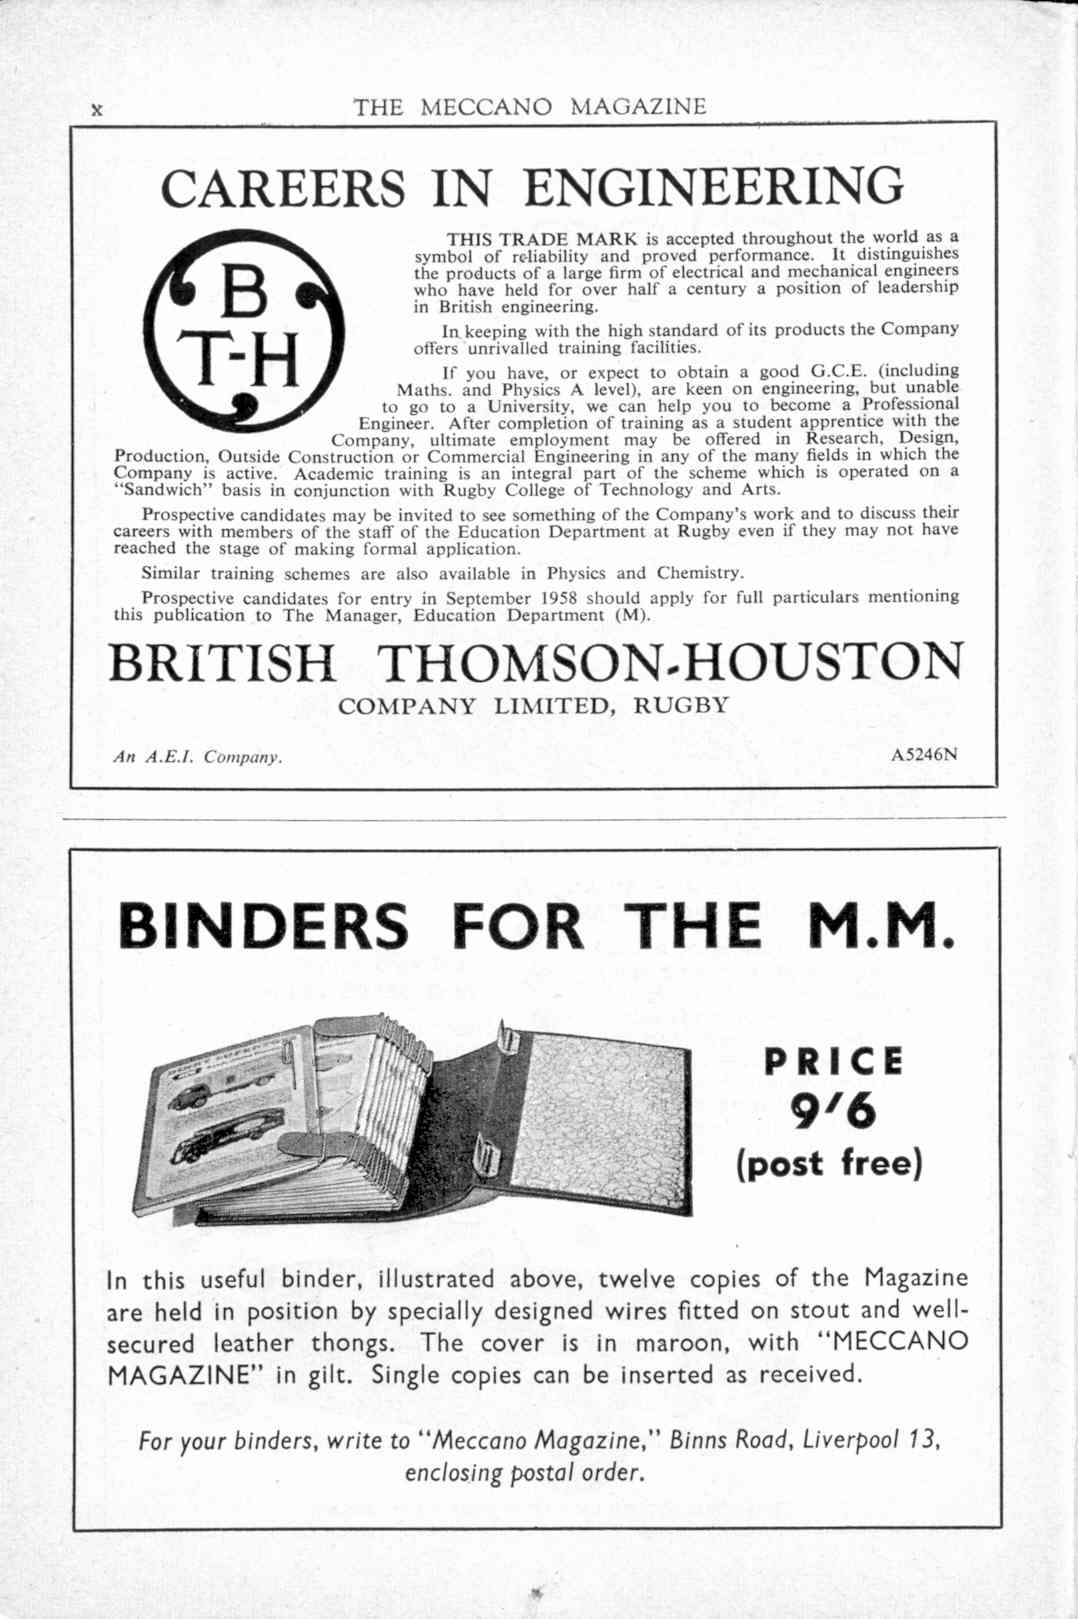 x
THE MECCANO MAGAZINE
CAREERS IN ENGINEERING
B
T-H
THIS TRADE MARK is accepted throughout the world as a
symbol of reliability and proved performance. It distinguishes
the products of a large firm of electrical and mechanical engineers
who have held for over half a century a position of leadership
in British engineering.
In keeping with the high standard of its products the Company
offers unrivalled training facilities.
If you have, or expect to obtain a good G.C.E. (including
Maths. and Physics A level), are keen on engineering, but unable
to go to a University, we can help you to become a Professional
Engineer. After completion of training as a student apprentice with the
Company, ultimate employment may be offered in Research, Design,
Production, Outside Construction or Commercial Engineering in any of the many fields in which the
Company is active. Academic training is an integral part of the scheme which is operated on a
“Sandwich” basis in conjunction with Rugby College of Technology and Arts.
Prospective candidates may be invited to see something of the Company's work and to discuss their
careers with members of the staff of the Education Department at Rugby even if they may not have
reached the stage of making formal application.
Similar training schemes are also available in Physics and Chemistry.
Prospective candidates for entry in September 1958 should apply for full particulars mentioning
this publication to The Manager, Education Department (M).
BRITISH THOMSON-HOUSTON
COMPANY LIMITED, RUGBY
An A.E.I. Company.
A5246N
BINDERS FOR THE M.M.
DINKY SUPERTOYS
PRICE
9/6
(post free)
In this useful binder, illustrated above, twelve copies of the Magazine
are held in position by specially designed wires fitted on stout and well-
secured leather thongs. The cover is in maroon, with “MECCANO
MAGAZINE” in gilt. Single copies can be inserted as received.
For your binders, write to “Meccano Magazine,” Binns Road, Liverpool 13,
enclosing postal order.